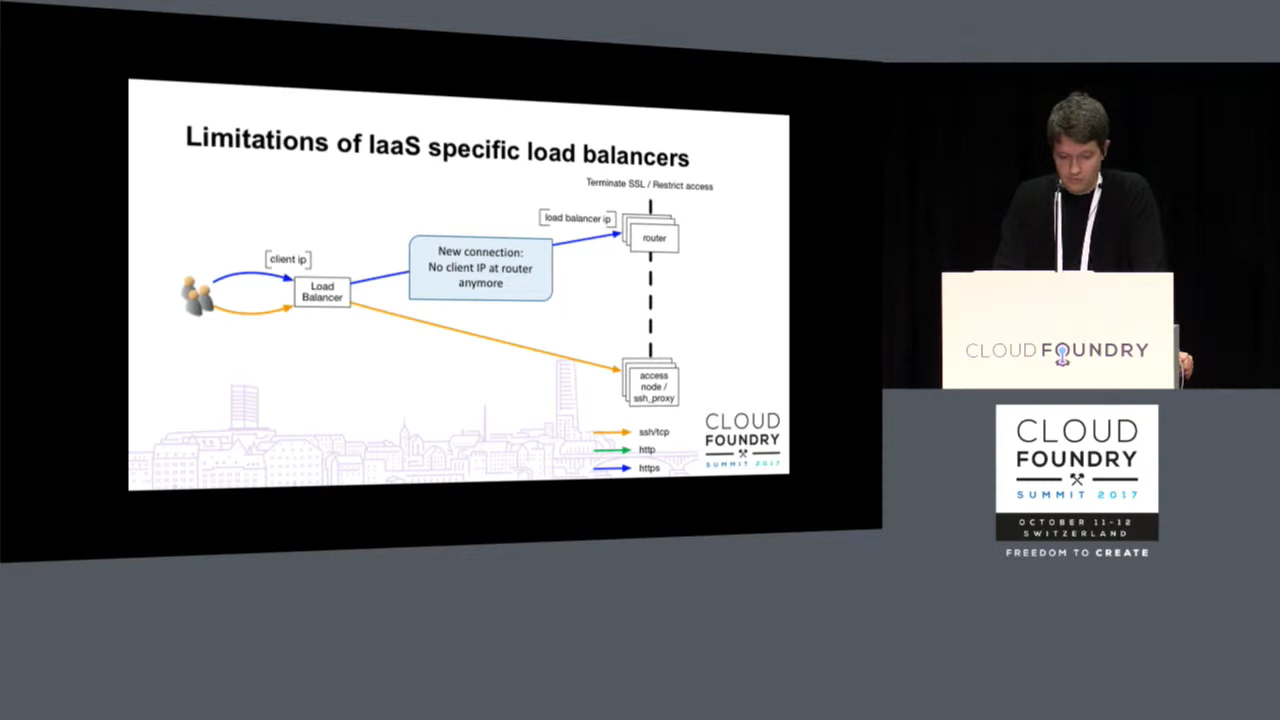 Limitations of IaaS specific load balancers
Terminate SSL / Restrict access
load balancer ip
router
client ip
New connection:
No client IP at router
anymore
Load
Balancer
access
node /
ssh_proxy
ssh/tcp
http
https
CLOUD
FOUNDRY
SUMMIT 2017
CLOUD FOUNDRY
CLOUD
FOUNDRY
SUMMIT 2017
OCTOBER 11-12
SWITZERLAND
FREEDOM TO CREATE